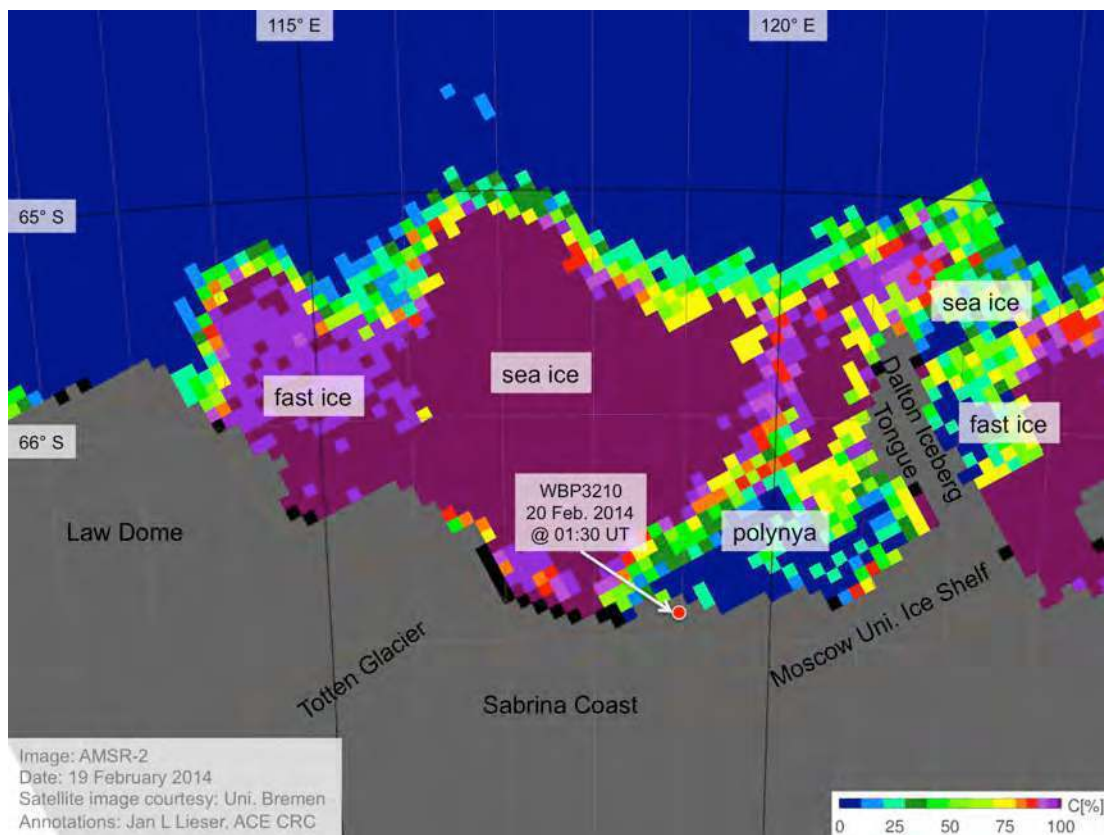 115° E
120° E
65° S
sea ice
sea ice
fast ice
fast ice
Dalton Iceberg
Tongue
66° S
WBP3210
20 Feb. 2014
@ 01:30 UT
Law Dome
polynya
Moscow Uni. Ice Shelf
Totten Glacier
Sabrina Coast
Image: AMSR-2
Date: 19 February 2014
Satellite image courtesy: Uni. Bremen
Annotations: Jan L Lieser, ACE CRC
C[%]
0 25 50 75 100